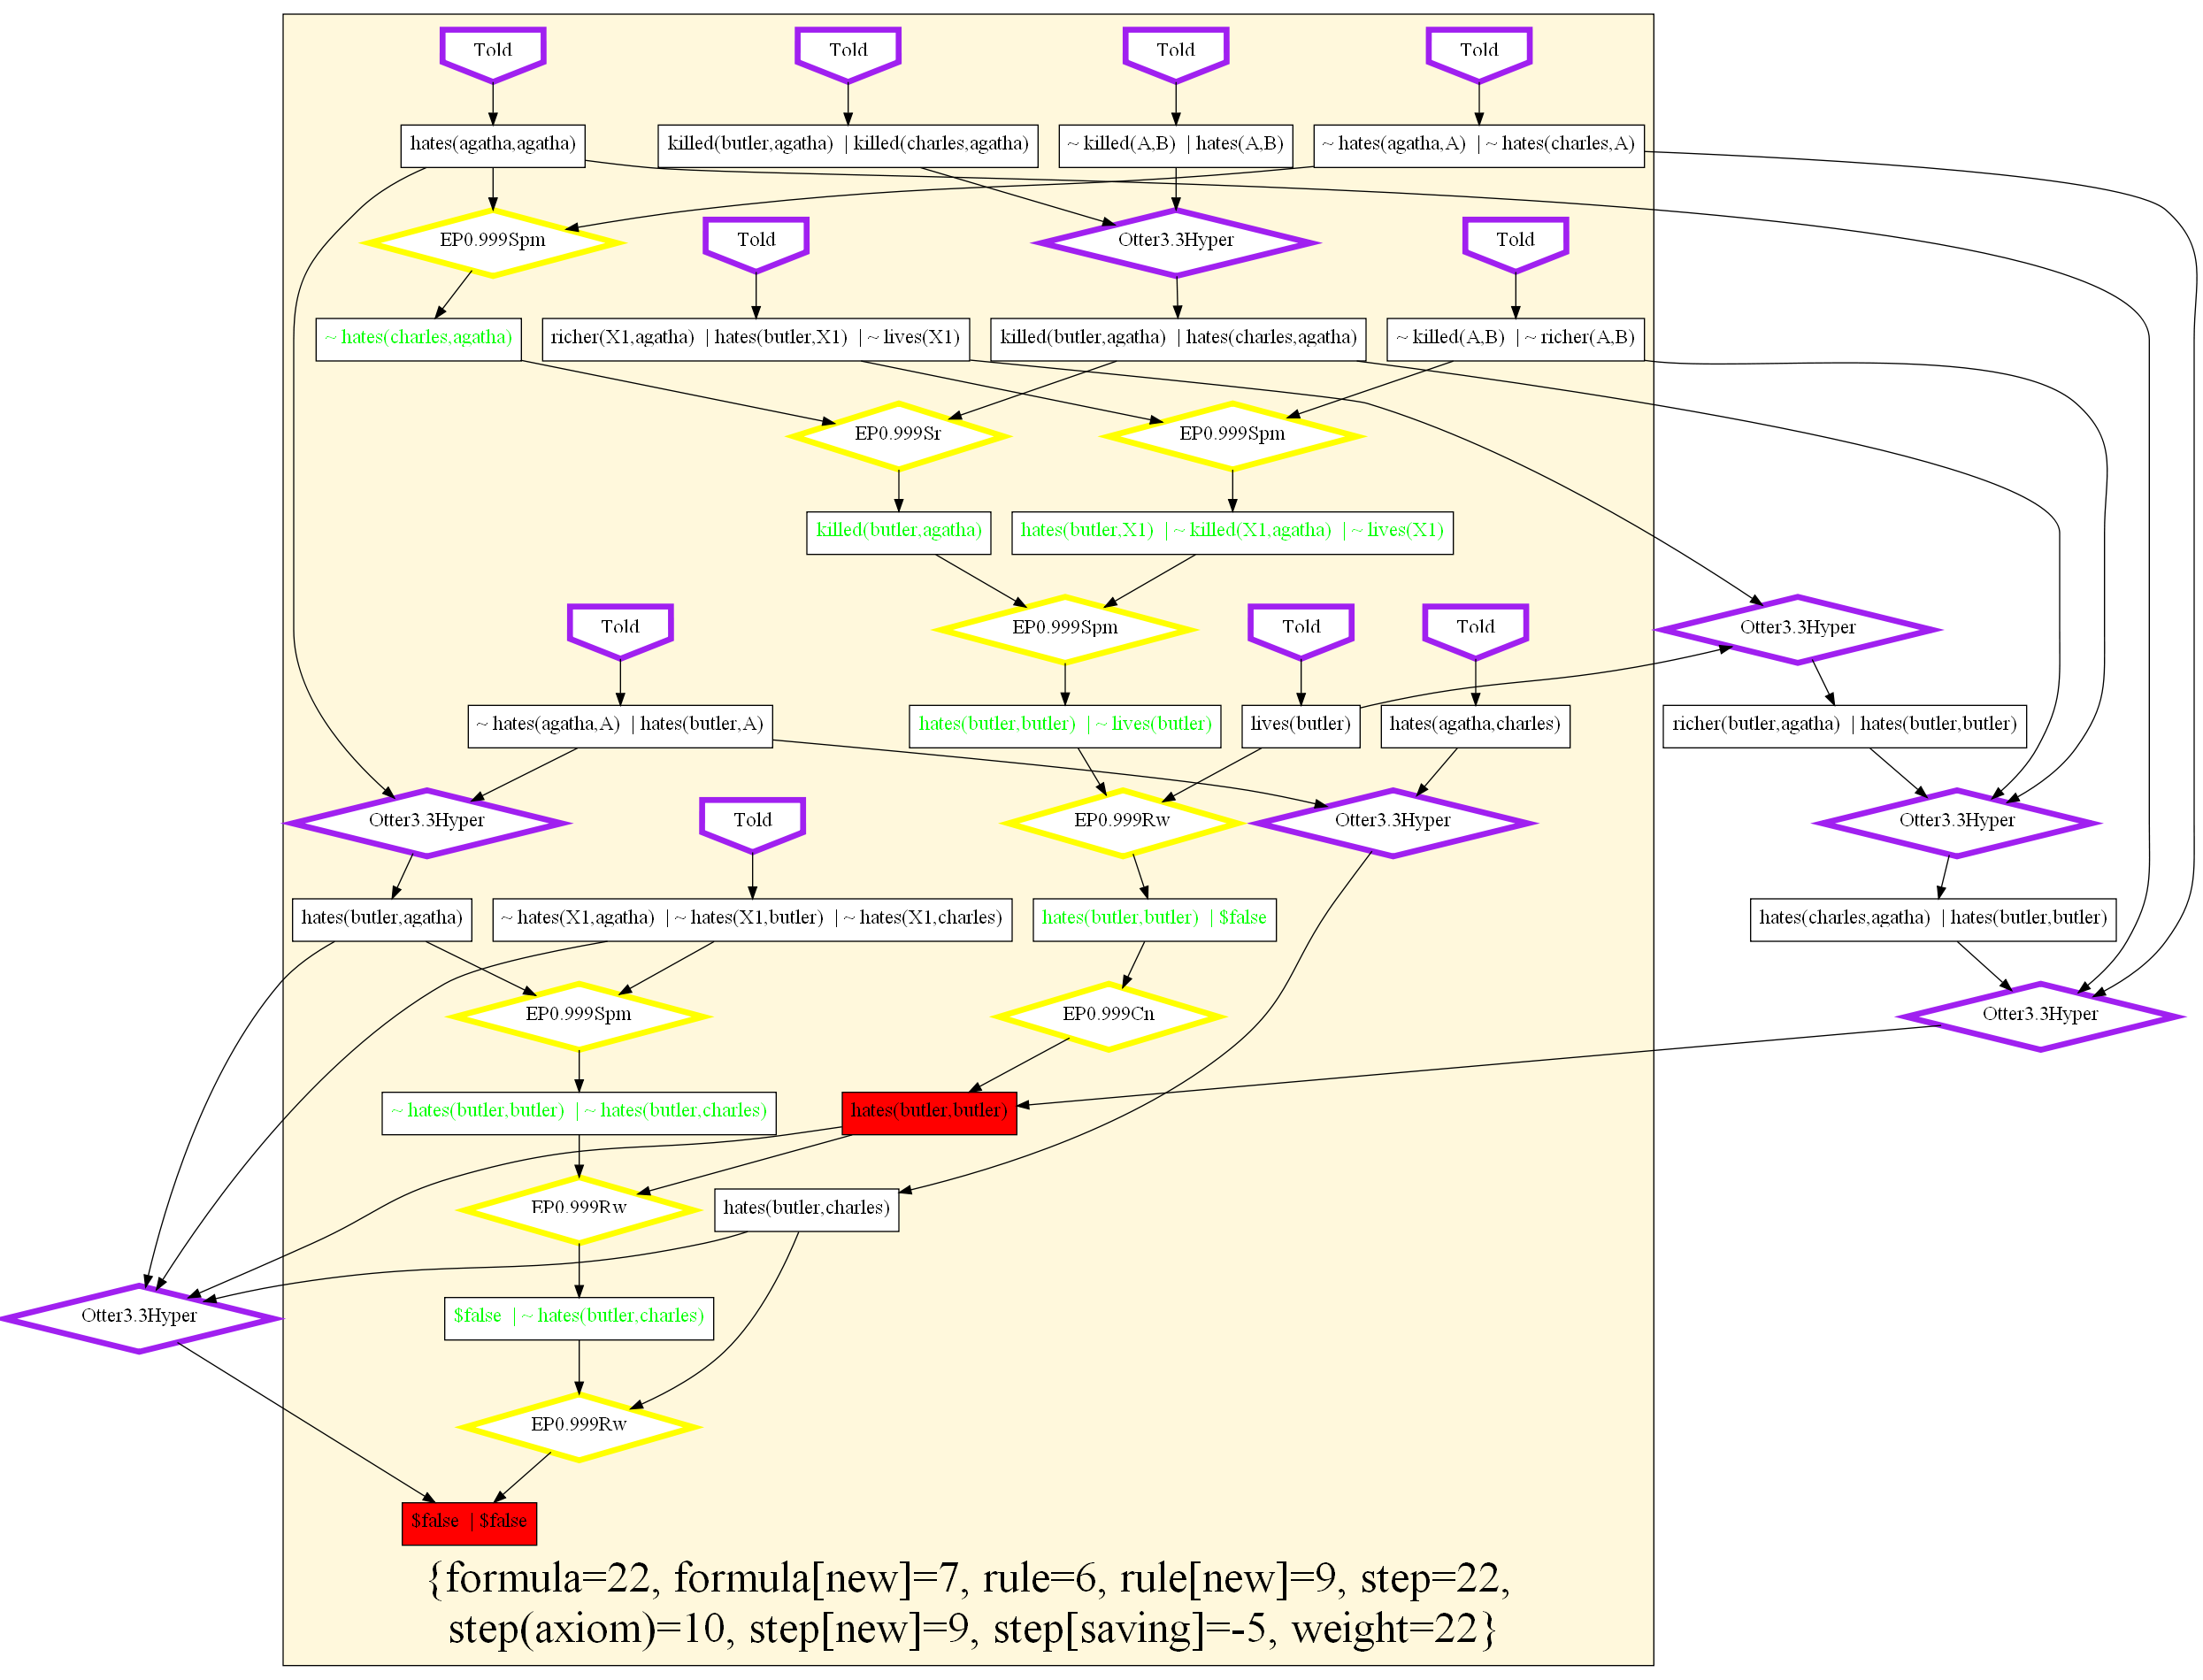 Told
Told
Told
Told
hates(agatha,agatha)
killed(butler,agatha) | killed(charles,agatha)
~ killed(A,B) | hates(A,B)
~ hates(agatha,A) | ~ hates(charles,A)
EP0.999Spm
Told
Otter3.3Hyper
Told
~ hates(charles,agatha)
richer(X1,agatha) | hates(butler,X1) | ~ lives(X1)
killed(butler,agatha) | hates(charles,agatha)
~ killed(A,B) | ~ richer(A,B)
EP0.999Sr
EP0.999Spm
killed(butler,agatha)
hates(butler,X1) | ~ killed(X1,agatha) | ~ lives(X1)
Told
EP0.999Spm
Told
Told
Otter3.3Hyper
~ hates(agatha,A) | hates(butler,A)
hates(butler,butler) | ~ lives(butler)
lives(butler)
hates(agatha,charles)
richer(butler,agatha) | hates(butler,butler)
Otter3.3Hyper
Told
EP0.999Rw
Otter3.3Hyper
Otter3.3Hyper
hates(butler,agatha)
~ hates(X1,agatha) | ~ hates(X1,butler) | ~ hates(X1,charles)
hates(butler,butler) | $false
hates(charles,agatha) | hates(butler,butler)
EP0.999Spm
EP0.999Cn
Otter3.3Hyper
~ hates(butler,butler) | ~ hates(butler,charles)
hates(butler,butler)
EP0.999Rw
hates(butler,charles)
Otter3.3Hyper
$false | ~ hates(butler,charles)
EP0.999Rw
$false | $false
{formula=22, formula[new]=7, rule=6, rule[new]=9, step=22,
step(axiom)=10, step[new]=9, step[saving]=-5, weight=22}